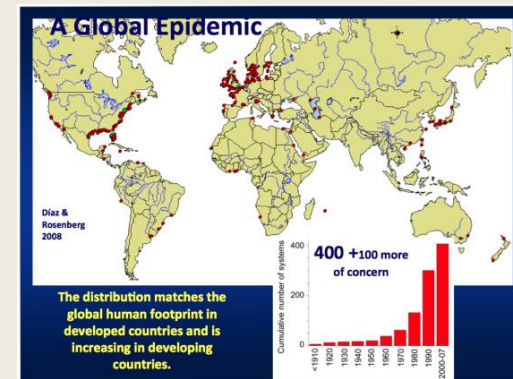 A Global Epidemic
Díaz &
Rosenberg
2008
The distribution matches the
global human footprint in
developed countries and is
increasing in developing
countries.
400 +100 more
of concern
Cumulative number of systems
400
200
0
<1910
1920
1930
1940
1950
1960
1970
1980
1990
2000-07